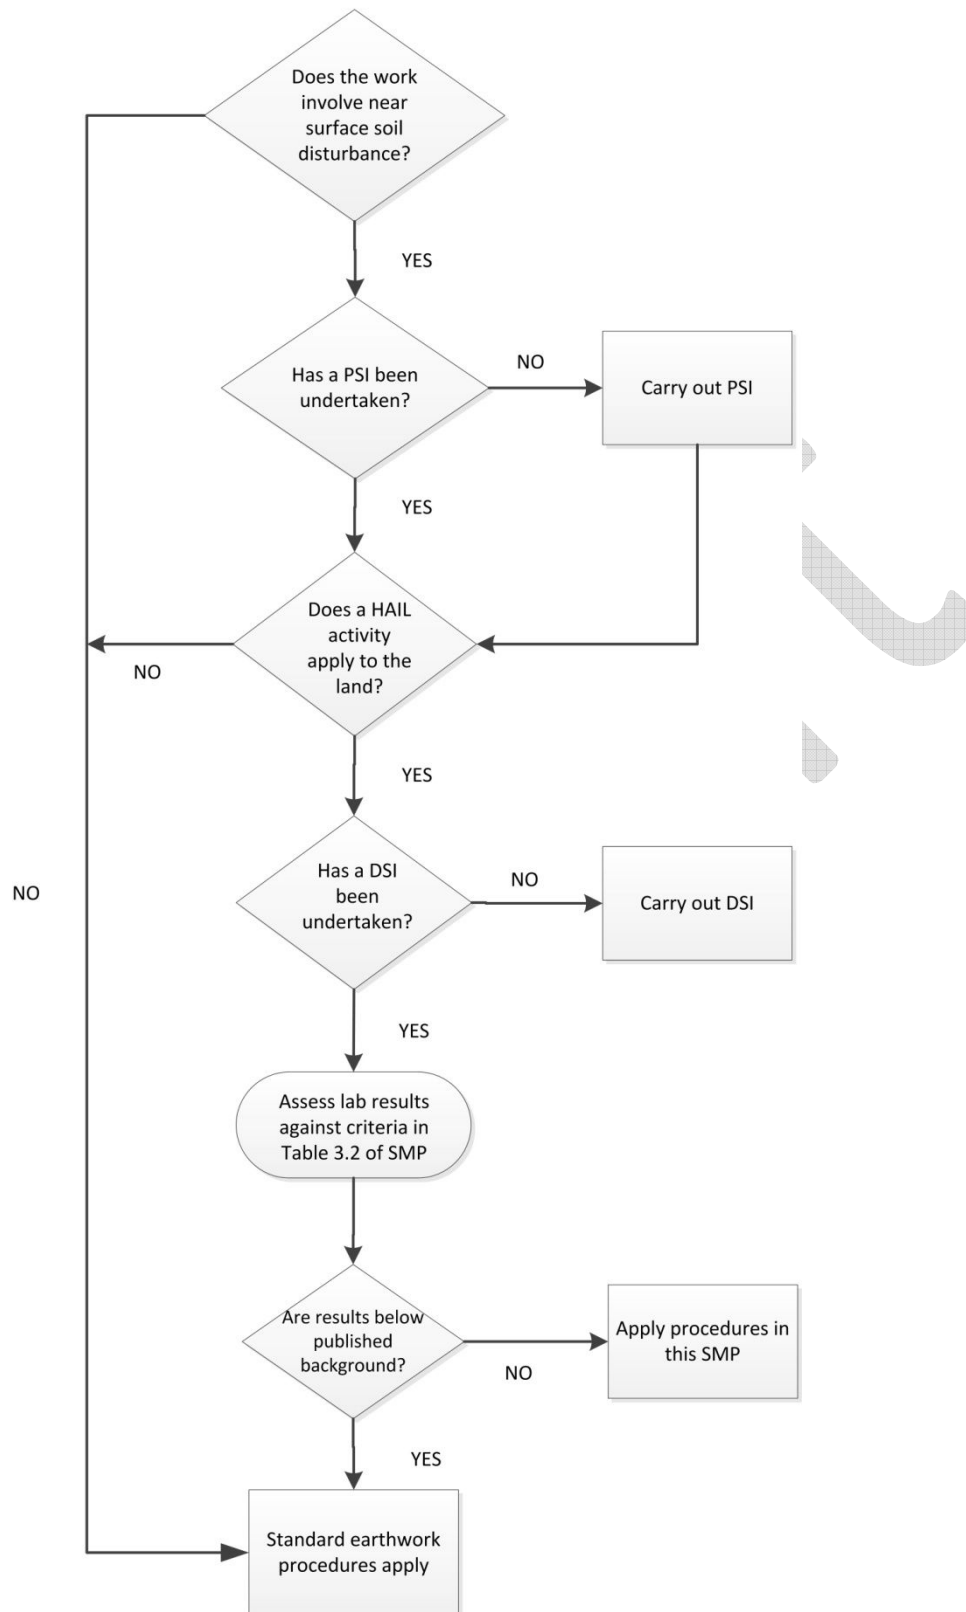 Does the work
involve near
surface soil
disturbance?
YES
Has a PSI been
undertaken?
NO
Carry out PSI
YES
Does a HAIL
activity
apply to the
land?
NO
YES
NO
Has a DSI
been
undertaken?
NO
Carry out DSI
YES
Assess lab results
against criteria in
Table 3.2 of SMP
Are results below
published
background?
NO
Apply procedures in
this SMP
YES
Standard earthwork
procedures apply